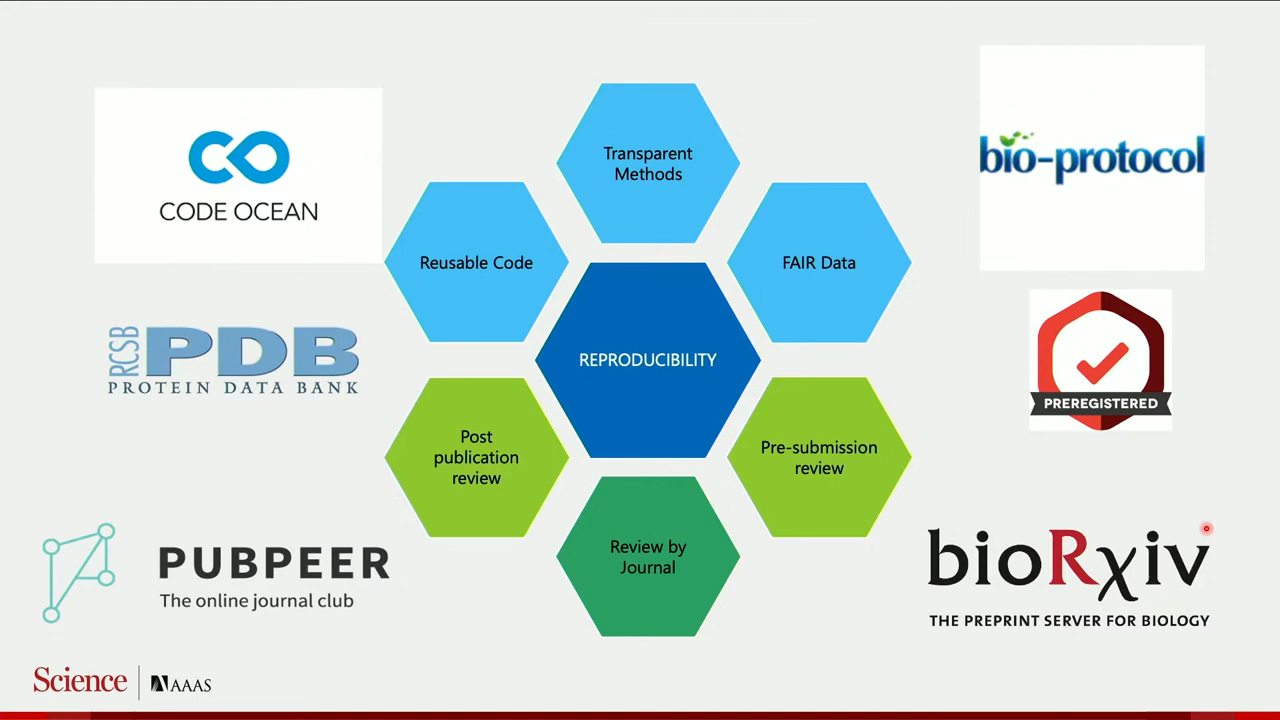 CODE OCEAN
RCSB
PDB
PROTEIN DATA BANK
PUBPEER
The online journal club
Transparent
Methods
Reusable Code
FAIR Data
REPRODUCIBILITY
Post
publication
review
Pre-submission
review
Review by
Journal
bio-protocol
PREREGISTERED
bioRχiv
THE PREPRINT SERVER FOR BIOLOGY
Science
AAAS